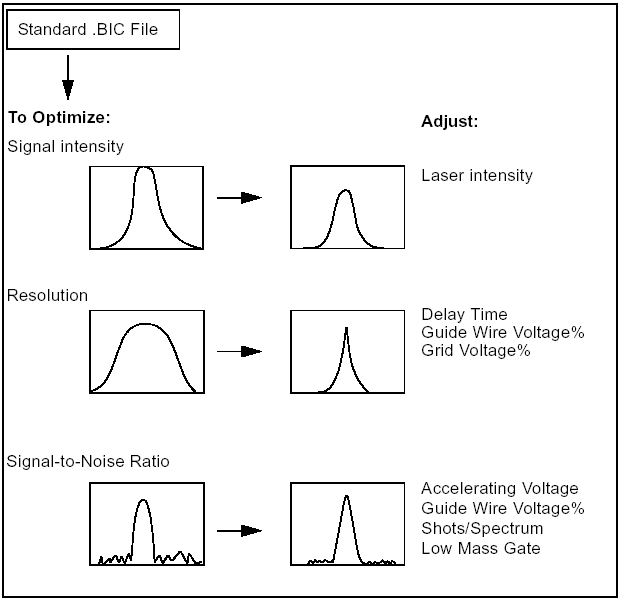 Standard .BIC File
To Optimize:
Adjust:
Signal intensity
Laser intensity
Resolution
Delay Time
Guide Wire Voltage%
Grid Voltage%
Signal-to-Noise Ratio
Accelerating Voltage
Guide Wire Voltage%
Shots/Spectrum
Low Mass Gate